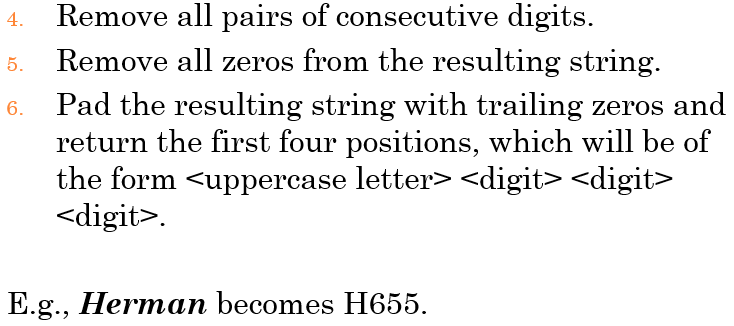 4. Remove all pairs of consecutive digits.
5. Remove all zeros from the resulting string.
6. Pad the resulting string with trailing zeros and
return the first four positions, which will be of
the form <uppercase letter> <digit> <digit>
<digit>.
E.g., Herman becomes H655.